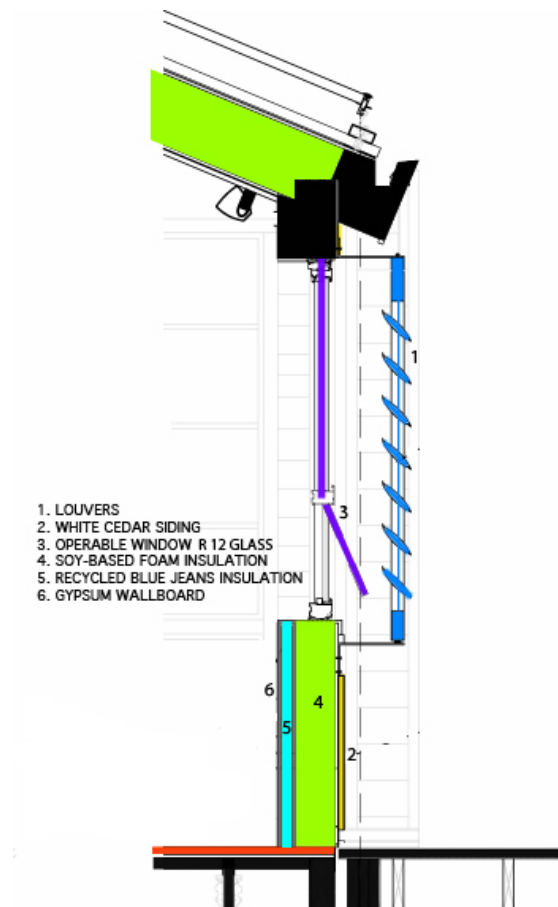 1
3
1. LOUVERS
2. WHITE CEDAR SIDING
3. OPERABLE WINDOW R 12 GLASS
4. SOY-BASED FOAM INSULATION
5. RECYCLED BLUE JEANS INSULATION
6. GYPSUM WALLBOARD
6
4
5
2